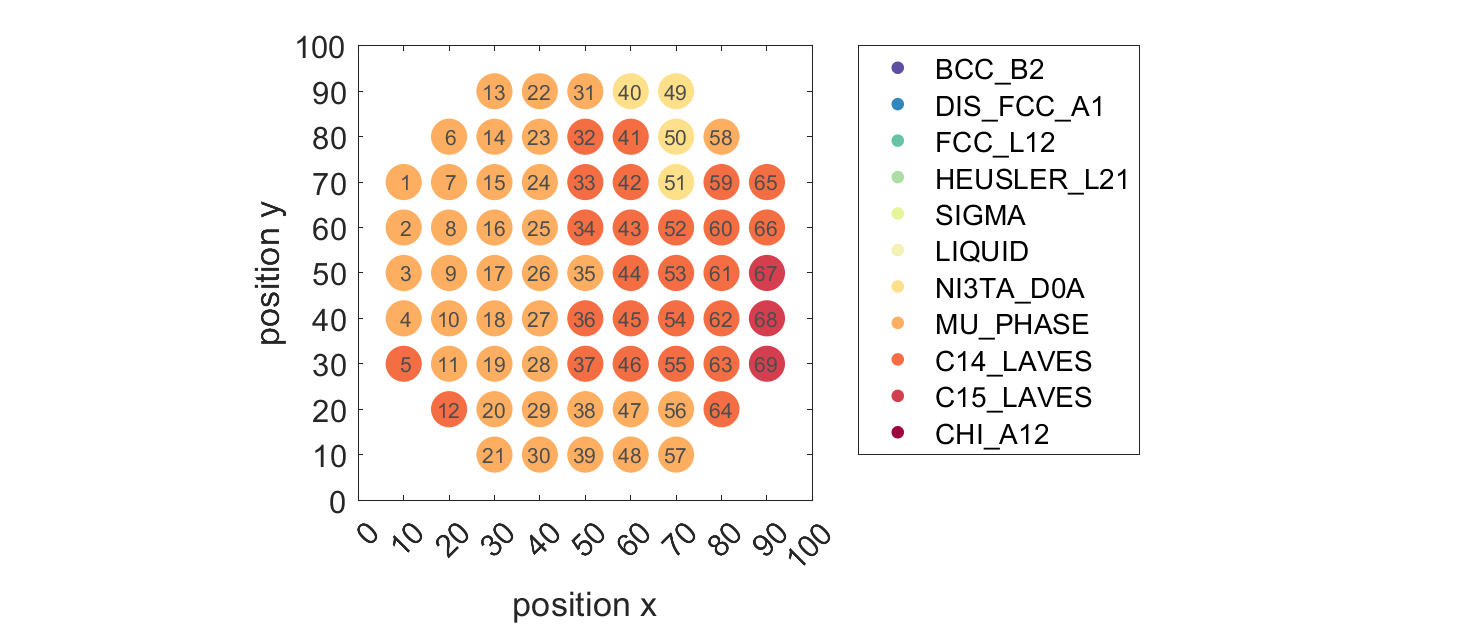 100
90 13 22 31 40 49
80 6 14 23 32 41 50 58
70 1 7 15 24 33 42 51 59 65
60 2 8 16 25 34 43 52 60 66
50 3 9 17 26 35 44 53 61 67
40 4 10 18 27 36 45 54 62 68
30 5 11 19 28 37 46 55 63 69
20 12 20 29 38 47 56 64
10 21 30 39 48 57
0
position y
0 10 20 30 40 50 60 70 80 90 100
position x
BCC_B2
DIS_FCC_A1
FCC_L12
HEUSLER_L21
SIGMA
LIQUID
NI3TA_D0A
MU_PHASE
C14_LAVES
C15_LAVES
CHI_A12